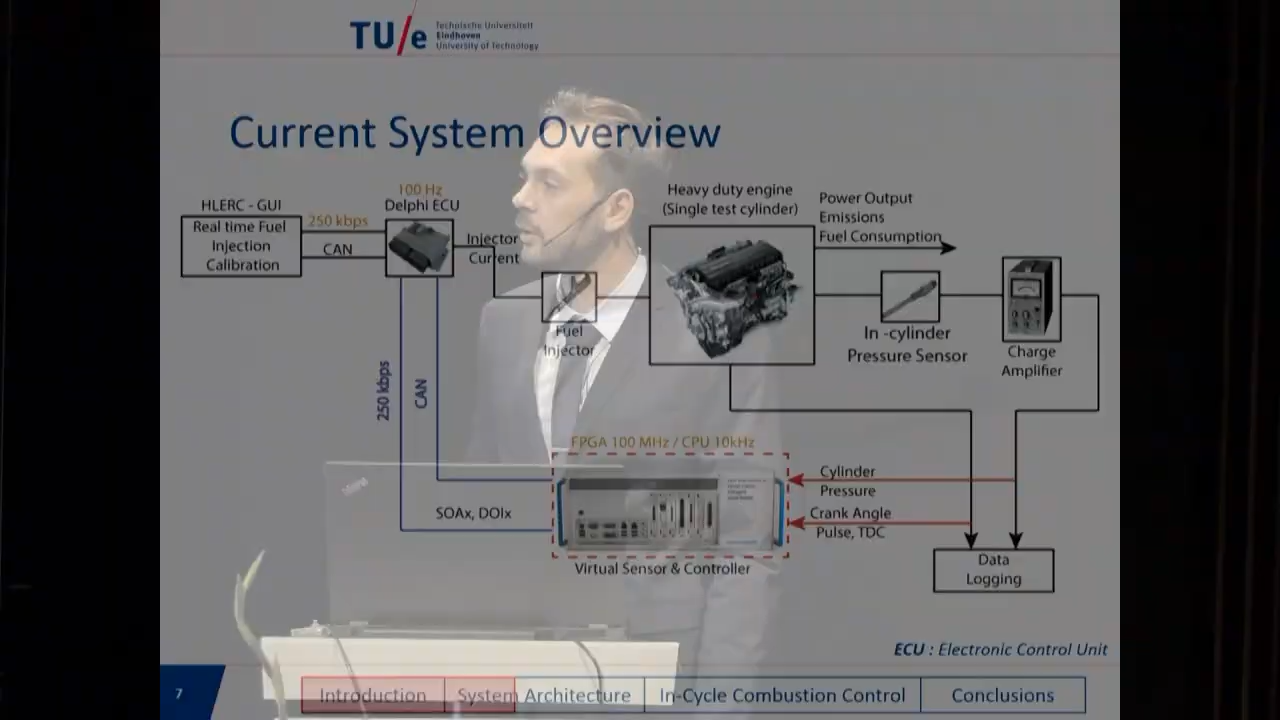 TU/e
Technische Universiteit
Eindhoven
University of Technology
Current System Overview
HLERC - GUI
Real time Fuel
Injection
Calibration
250 kbps
CAN
100 Hz
Delphi ECU
Injector
Current
Fuel
Injector
Heavy duty engine
(Single test cylinder)
Power Output
Emissions
Fuel Consumption
In -cylinder
Pressure Sensor
Charge
Amplifier
250 kbps
CAN
SOAx, DOIx
FPGA 100 MHz / CPU 10kHz
Virtual Sensor & Controller
Cylinder
Pressure
Crank Angle
Pulse, TDC
Data
Logging
ECU : Electronic Control Unit
7
Introduction
System Architecture
In-Cycle Combustion Control
Conclusions